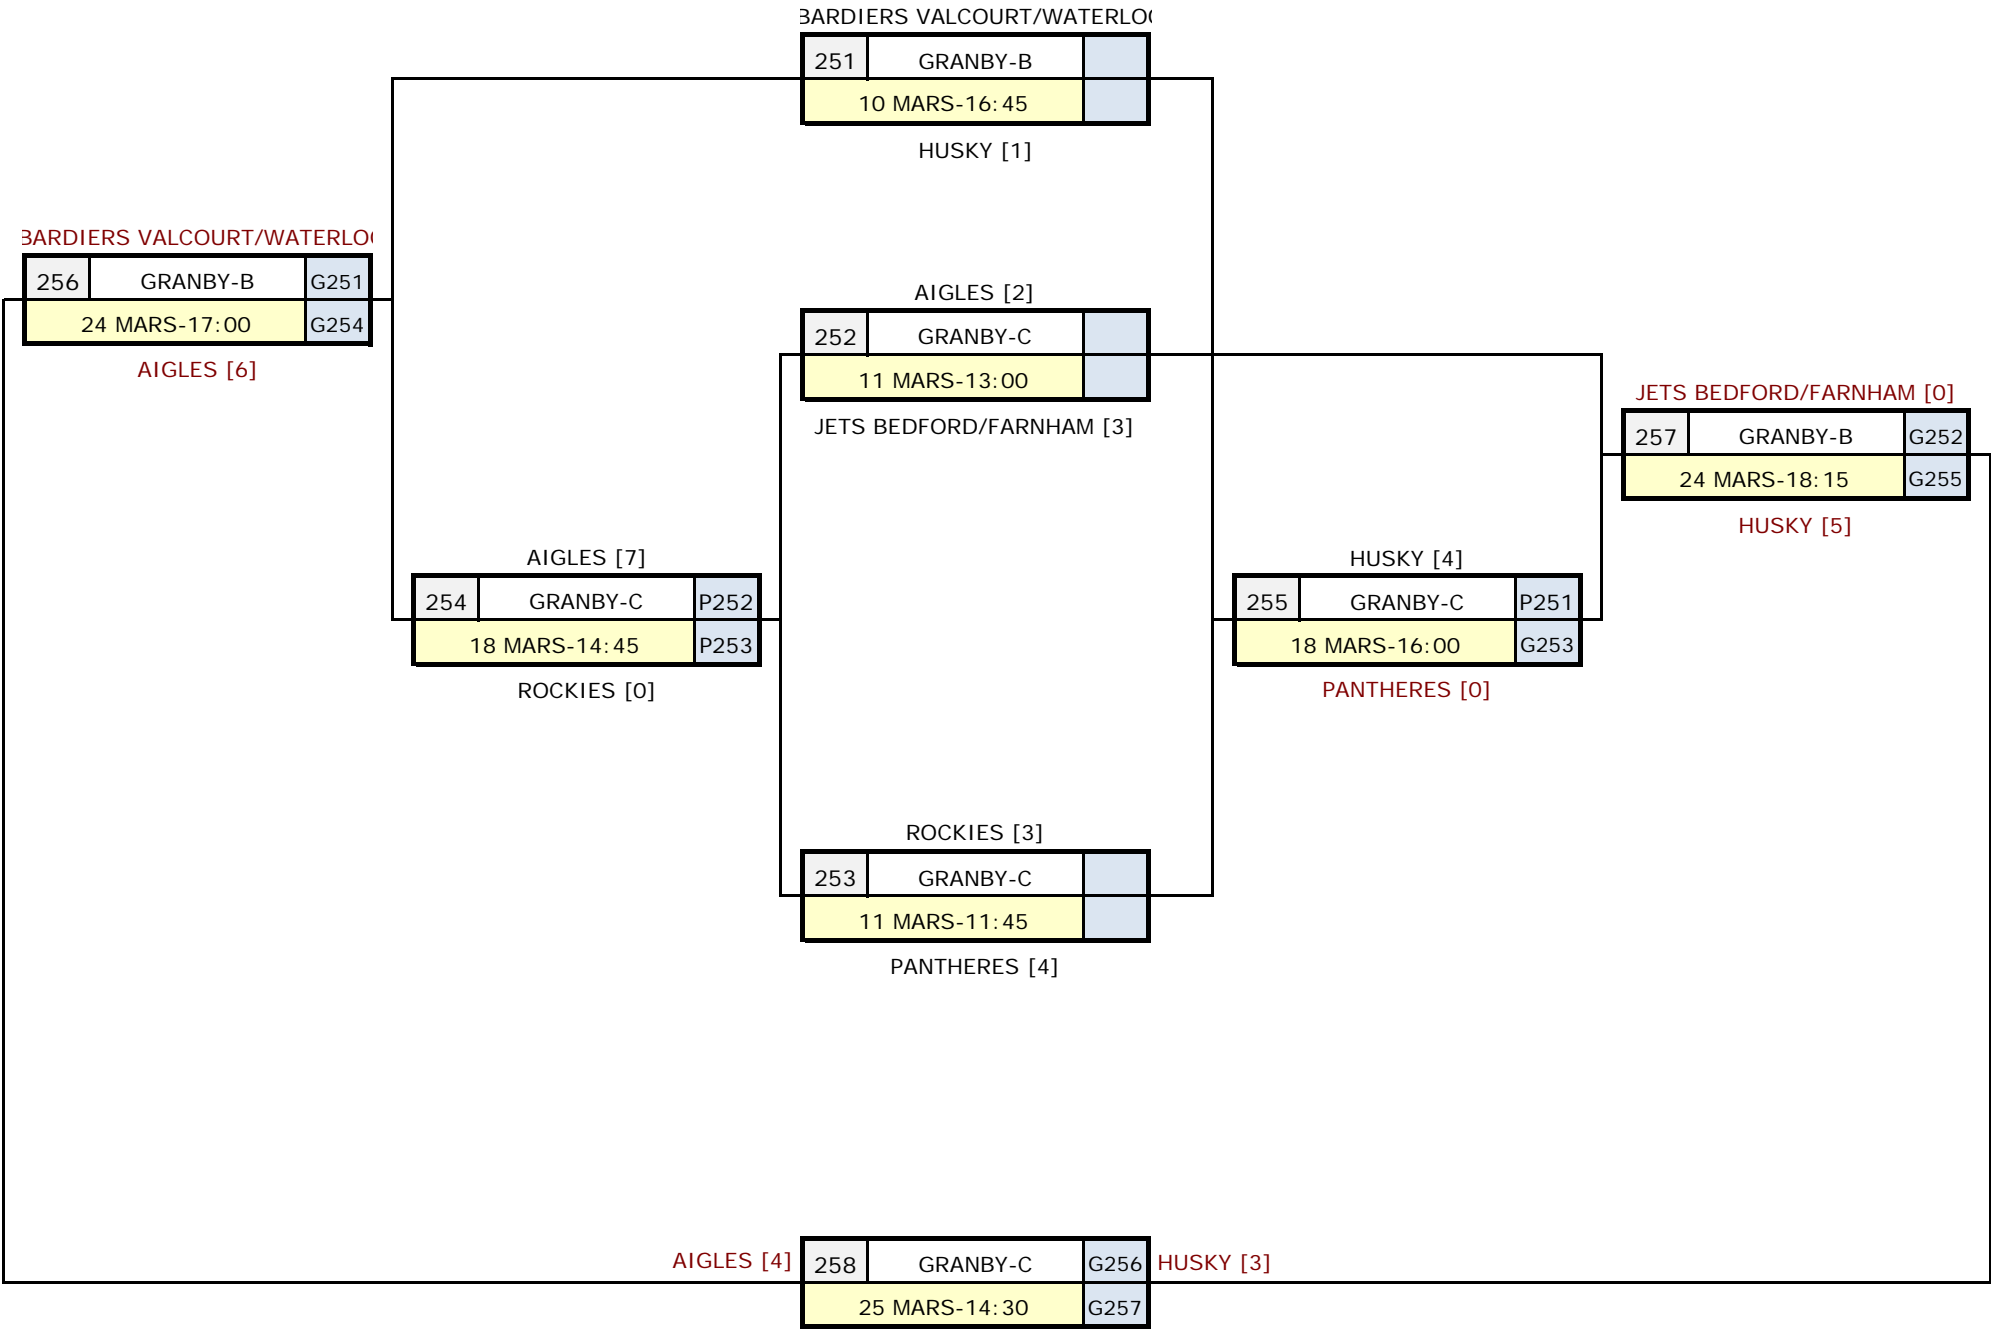 BARDIERS VALCOURT/WATERLOO
251 GRANBY-B
10 MARS-16:45
HUSKY [1]
BARDIERS VALCOURT/WATERLOO
256 GRANBY-B G251
24 MARS-17:00 G254
AIGLES [6]
AIGLES [2]
252 GRANBY-C
11 MARS-13:00
JETS BEDFORD/FARNHAM [3]
JETS BEDFORD/FARNHAM [0]
257 GRANBY-B G252
24 MARS-18:15 G255
HUSKY [5]
AIGLES [7]
254 GRANBY-C P252
18 MARS-14:45 P253
ROCKIES [0]
HUSKY [4]
255 GRANBY-C P251
18 MARS-16:00 G253
PANTHERES [0]
ROCKIES [3]
253 GRANBY-C
11 MARS-11:45
PANTHERES [4]
AIGLES [4] 258 GRANBY-C G256 HUSKY [3]
25 MARS-14:30 G257